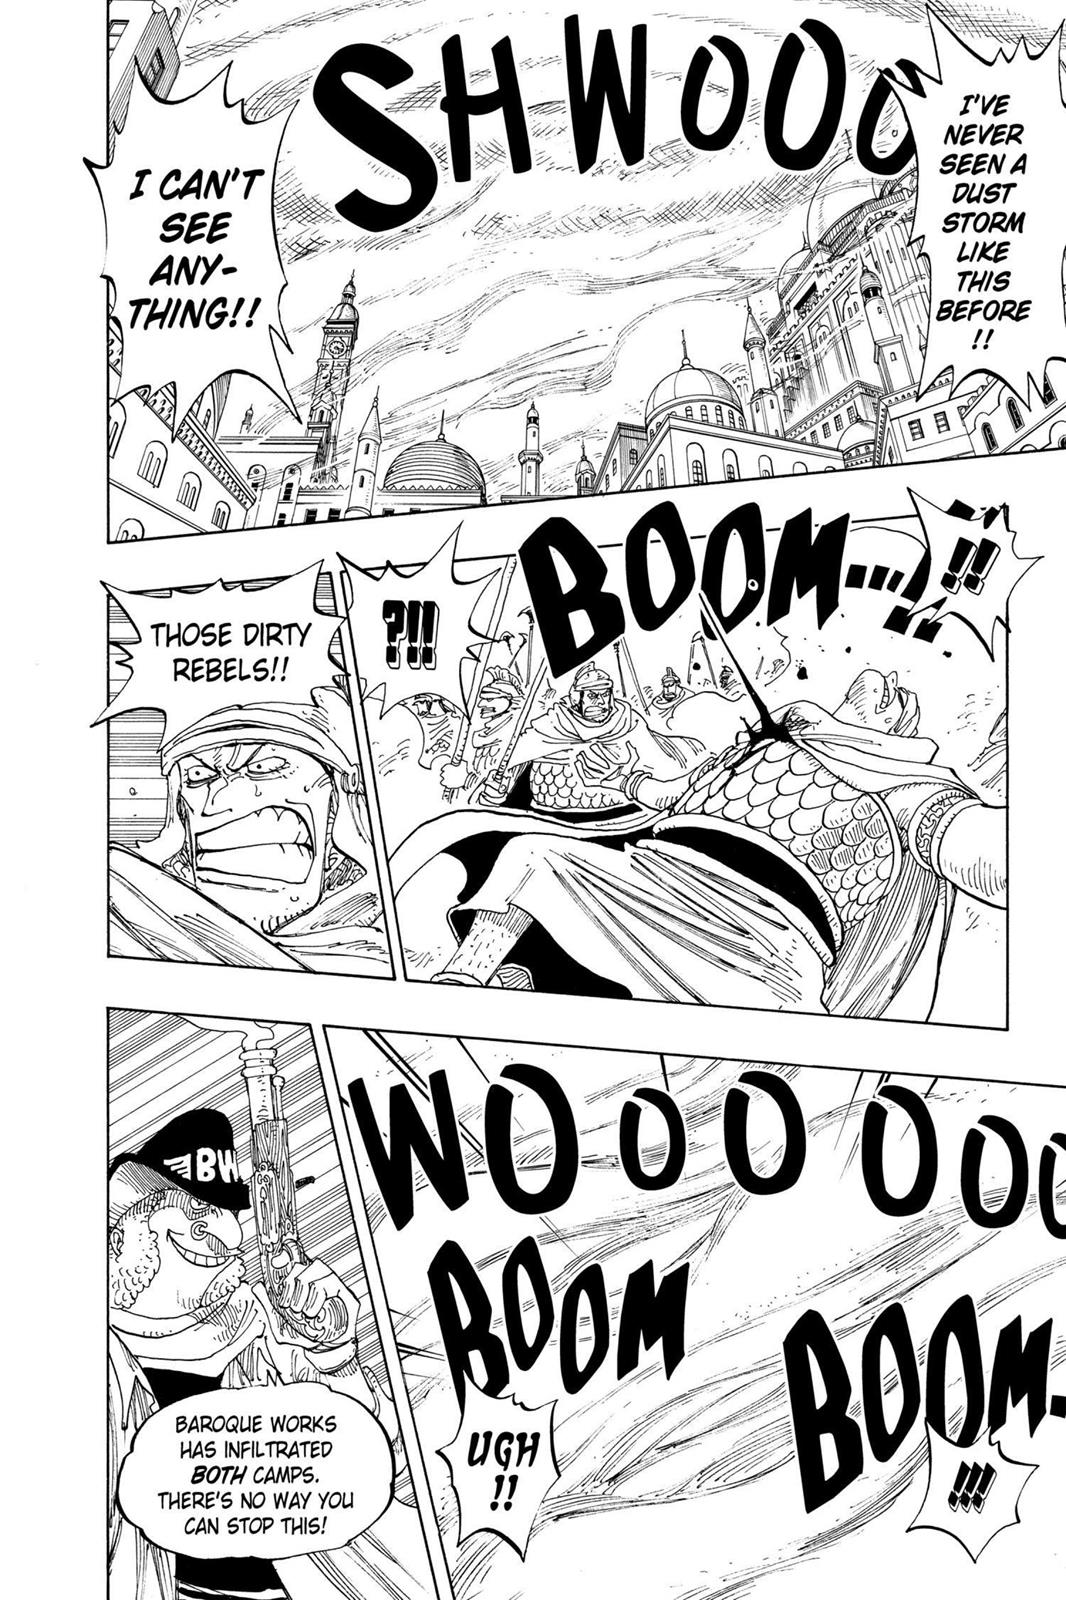 I'VE
NEVER
SEEN A
DUST
STORM
LIKE
THIS
BEFORE
!!
SHWOOO
I CAN'T
SEE
ANY-
THING!!
!!
BOOM...!!
?!!
THOSE DIRTY
REBELS!!
WOOOOOO
BOOM
BOOM
UGH
!!
!!!
BW
BAROQUE WORKS
HAS INFILTRATED
BOTH CAMPS.
THERE'S NO WAY YOU
CAN STOP THIS!